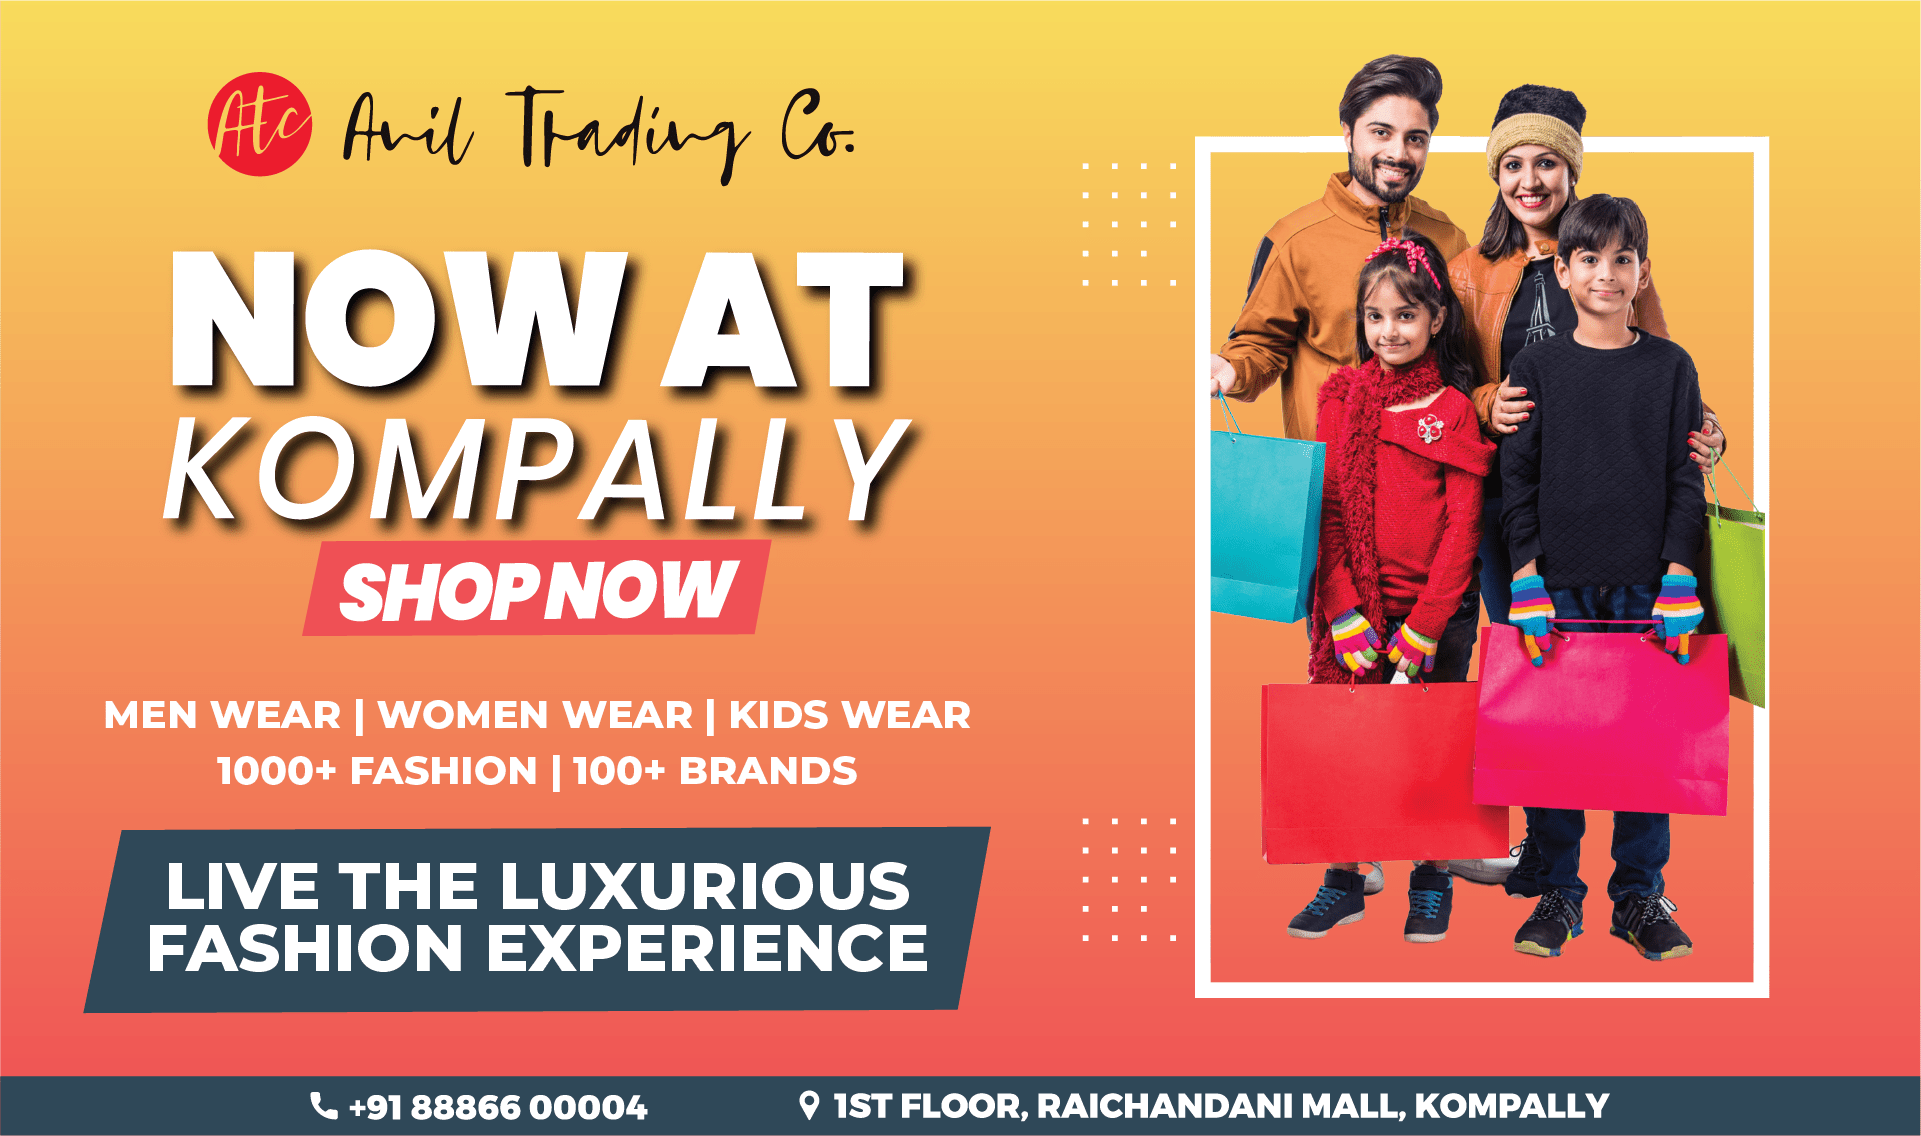 Atc Anil Trading Co.
NOW AT
KOMPALLY
SHOP NOW
MEN WEAR | WOMEN WEAR | KIDS WEAR
1000+ FASHION | 100+ BRANDS
LIVE THE LUXURIOUS
FASHION EXPERIENCE
+91 88866 00004
1ST FLOOR, RAICHANDANI MALL, KOMPALLY